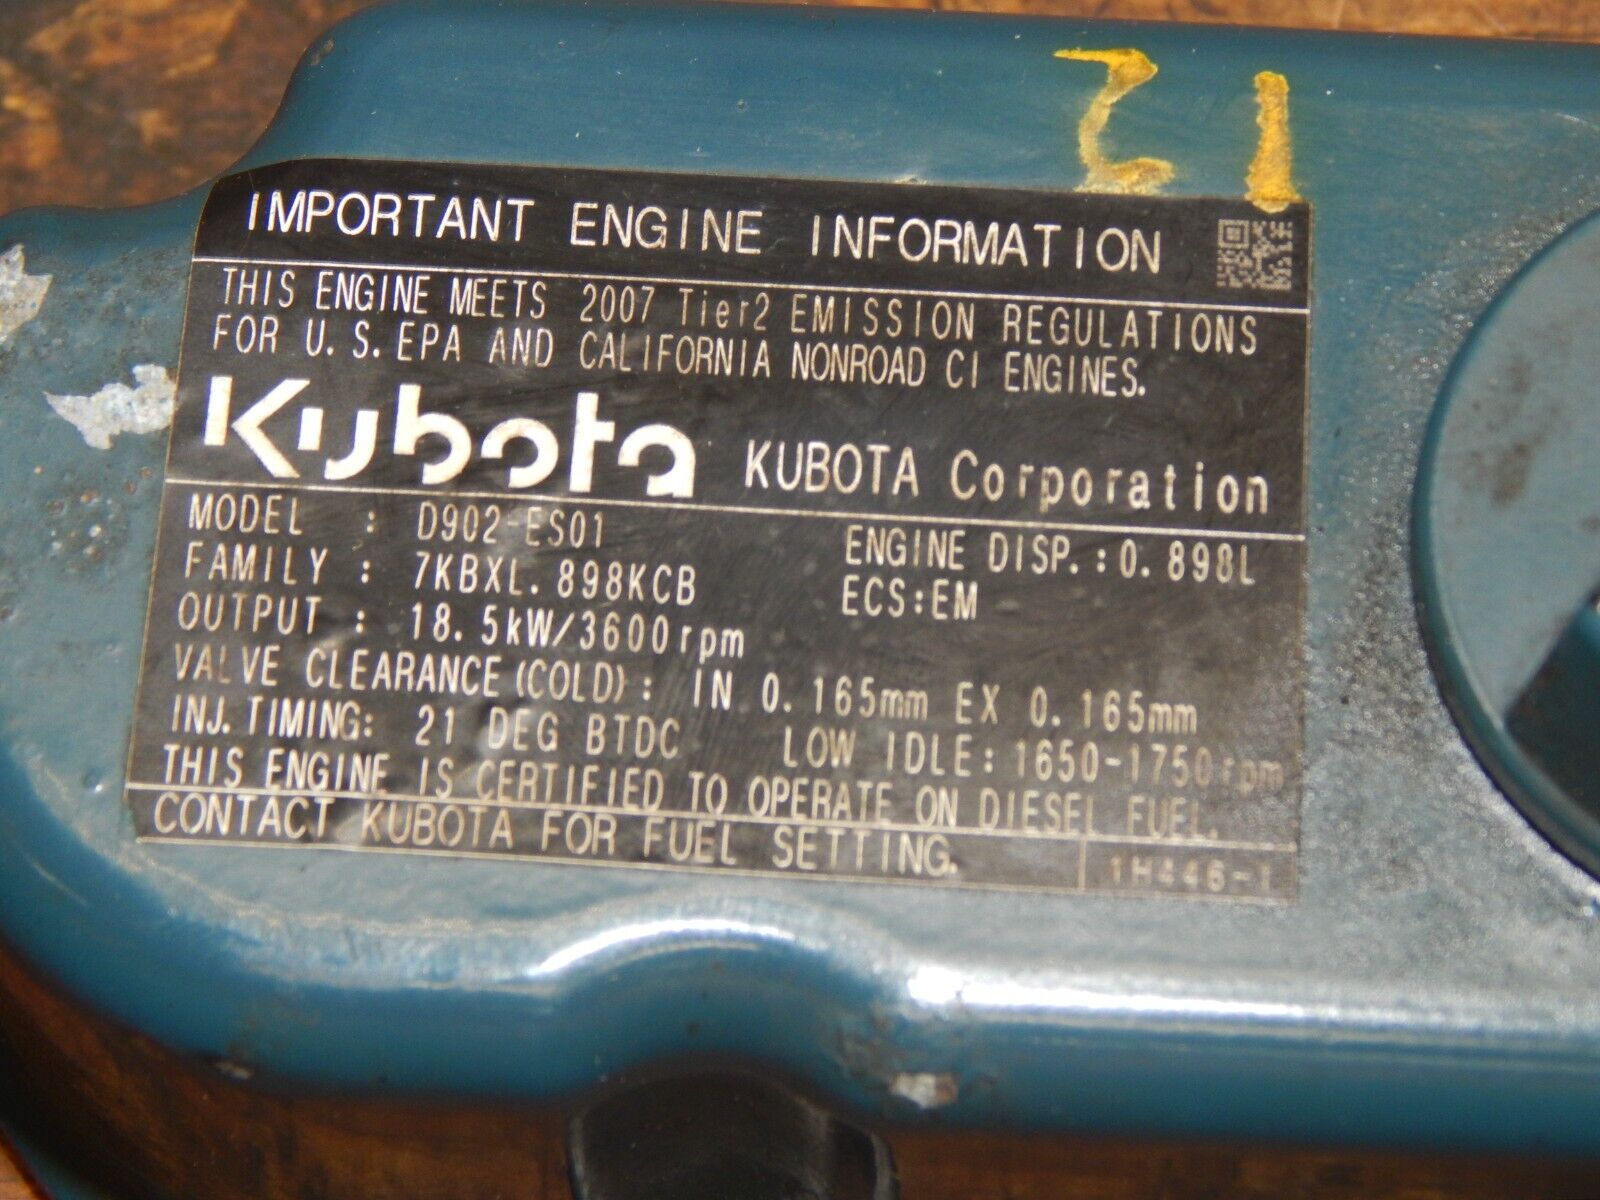 21
IMPORTANT ENGINE INFORMATION
THIS ENGINE MEETS 2007 Tier2 EMISSION REGULATIONS
FOR U.S.EPA AND CALIFORNIA NONROAD CI ENGINES.
Kubota KUBOTA Corporation
MODEL : D902-ES01
ENGINE DISP.:0.898L
FAMILY : 7KBXL.898KCB
ECS:EM
OUTPUT : 18.5kW/3600rpm
VALVE CLEARANCE(COLD): IN 0.165mm EX 0.165mm
INJ.TIMING: 21 DEG BTDC LOW IDLE:1650-1750rpm
THIS ENGINE IS CERTIFIED TO OPERATE ON DIESEL FUEL.
CONTACT KUBOTA FOR FUEL SETTING.
1H446-1